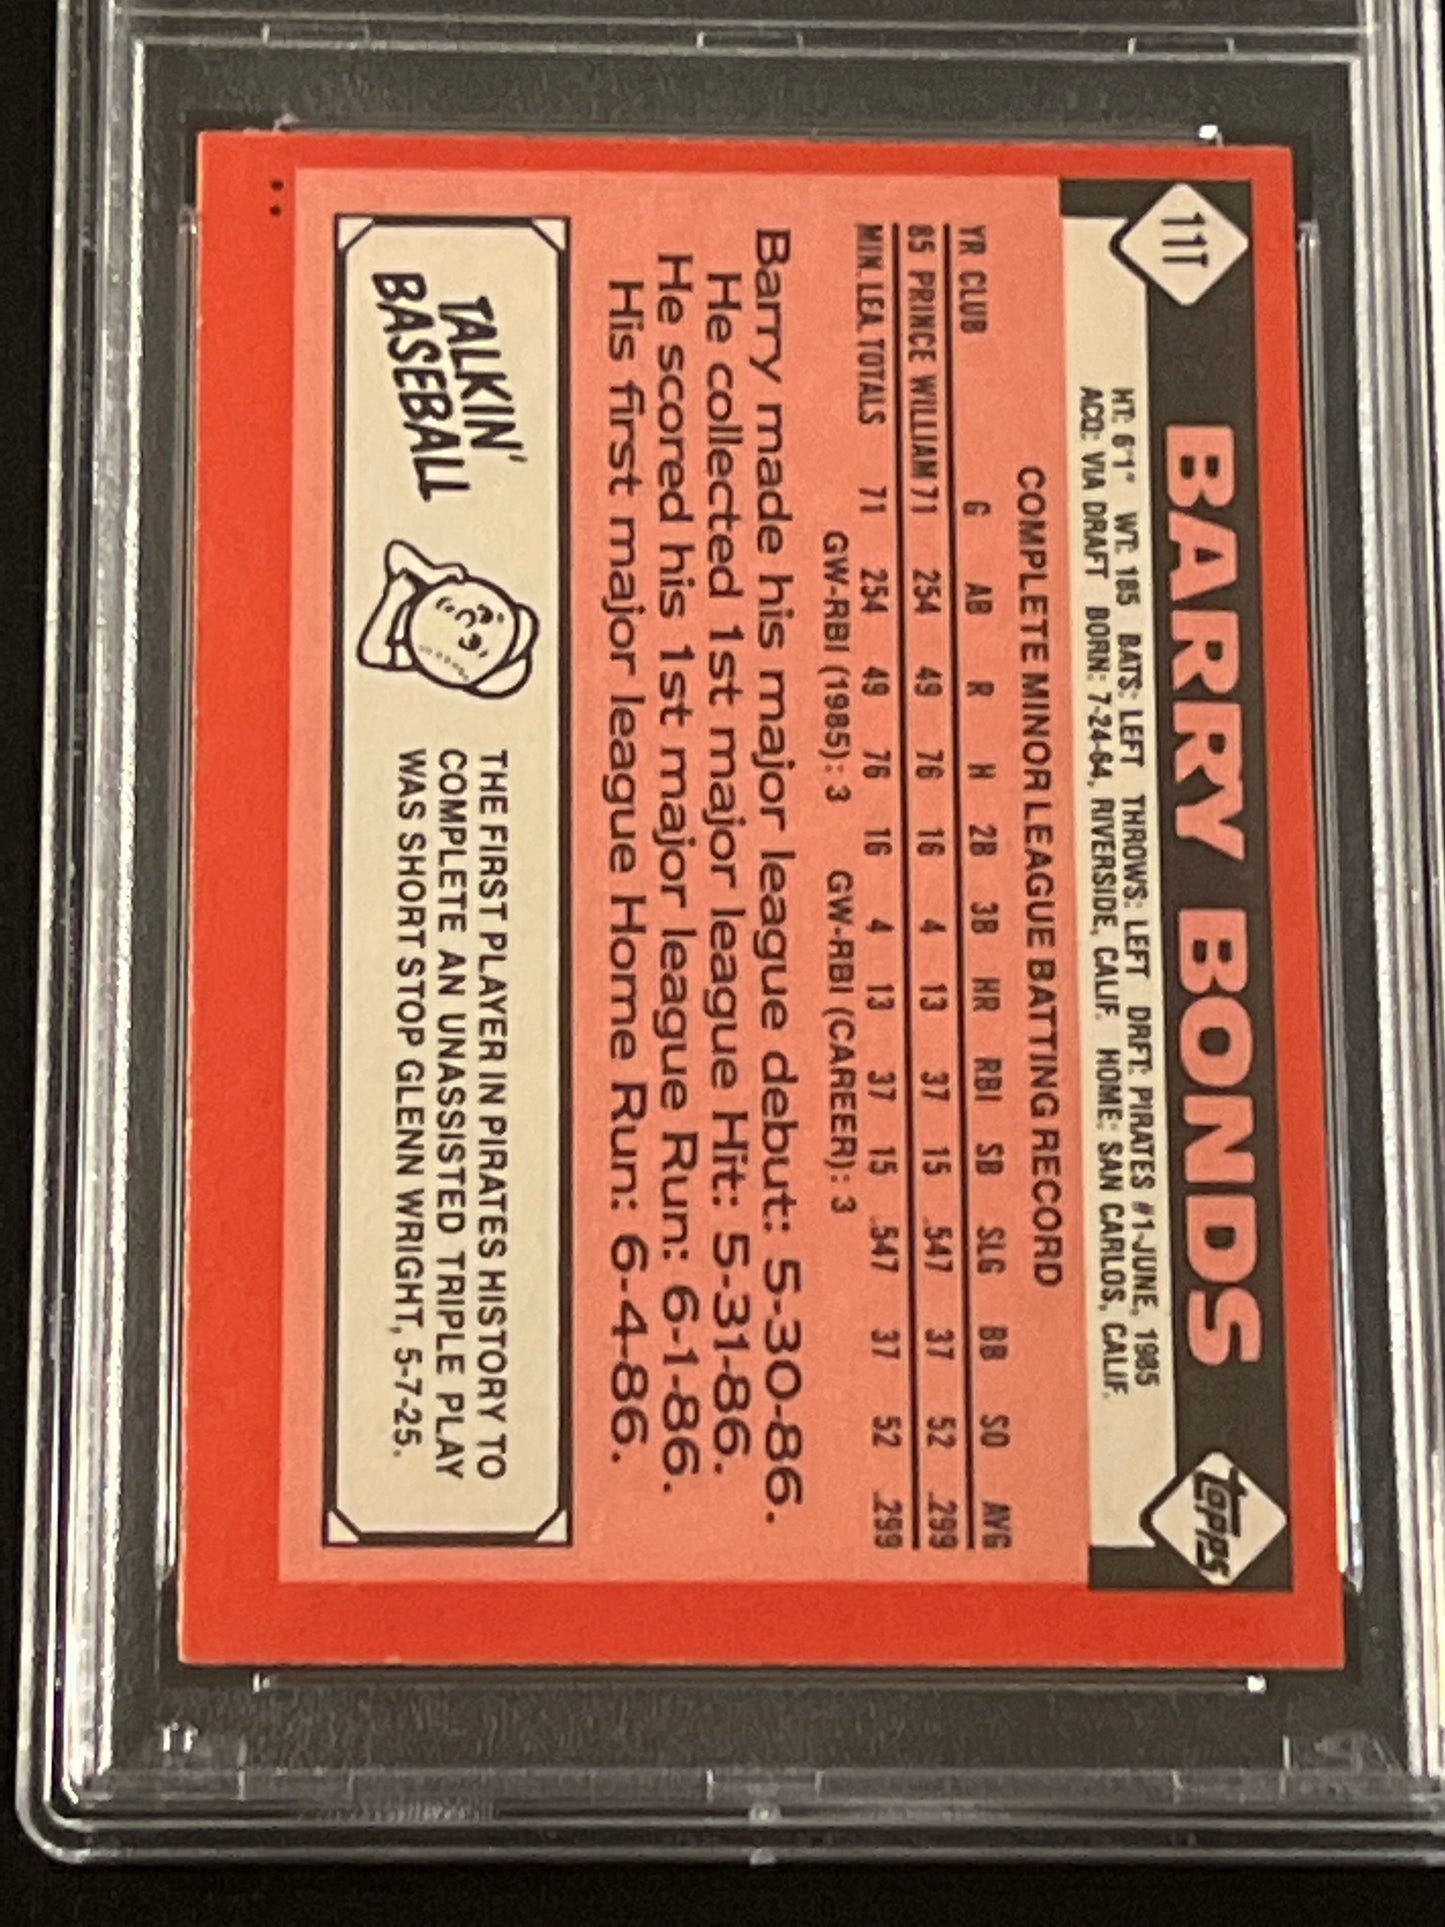 11T
BARRY BONDS
topps
HT: 6'1" WT: 185 BATS: LEFT THROWS: LEFT DRFT: PIRATES #1-JUNE, 1985
ACQ: VIA DRAFT BORN: 7-24-64, RIVERSIDE, CALIF. HOME: SAN CARLOS, CALIF.
COMPLETE MINOR LEAGUE BATTING RECORD
YR CLUB G AB R H 2B 3B HR RBI SB SLG BB SO AVG
85 PRINCE WILLIAM 71 254 49 76 16 4 13 37 15 .547 37 52 .299
MIN. LEA. TOTALS 71 254 49 76 16 4 13 37 15 .547 37 52 .299
GW-RBI (1985): 3 GW-RBI (CAREER): 3
Barry made his major league debut: 5-30-86.
He collected 1st major league Hit: 5-31-86.
He scored his 1st major league Run: 6-1-86.
His first major league Home Run: 6-4-86.
TALKIN'
BASEBALL
THE FIRST PLAYER IN PIRATES HISTORY TO
COMPLETE AN UNASSISTED TRIPLE PLAY
WAS SHORT STOP GLENN WRIGHT, 5-7-25.